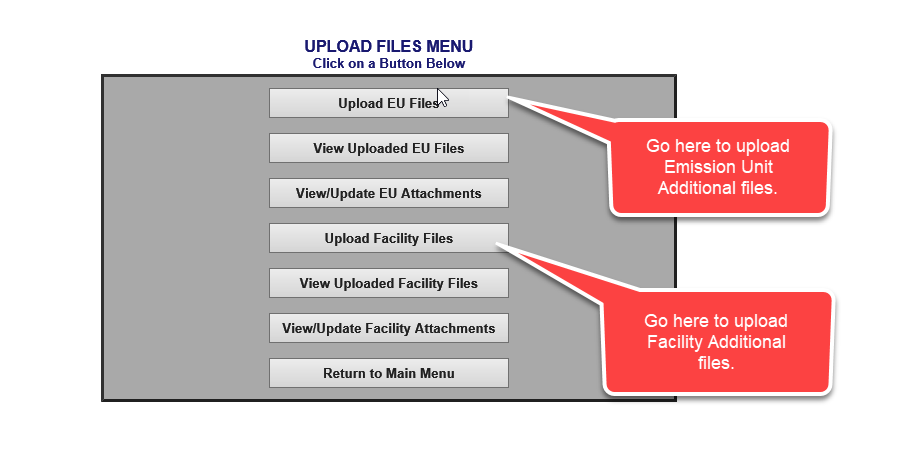 UPLOAD FILES MENU
Click on a Button Below
Upload EU Files
View Uploaded EU Files
View/Update EU Attachments
Upload Facility Files
View Uploaded Facility Files
View/Update Facility Attachments
Return to Main Menu
Go here to upload
Emission Unit
Additional files.
Go here to upload
Facility Additional
files.